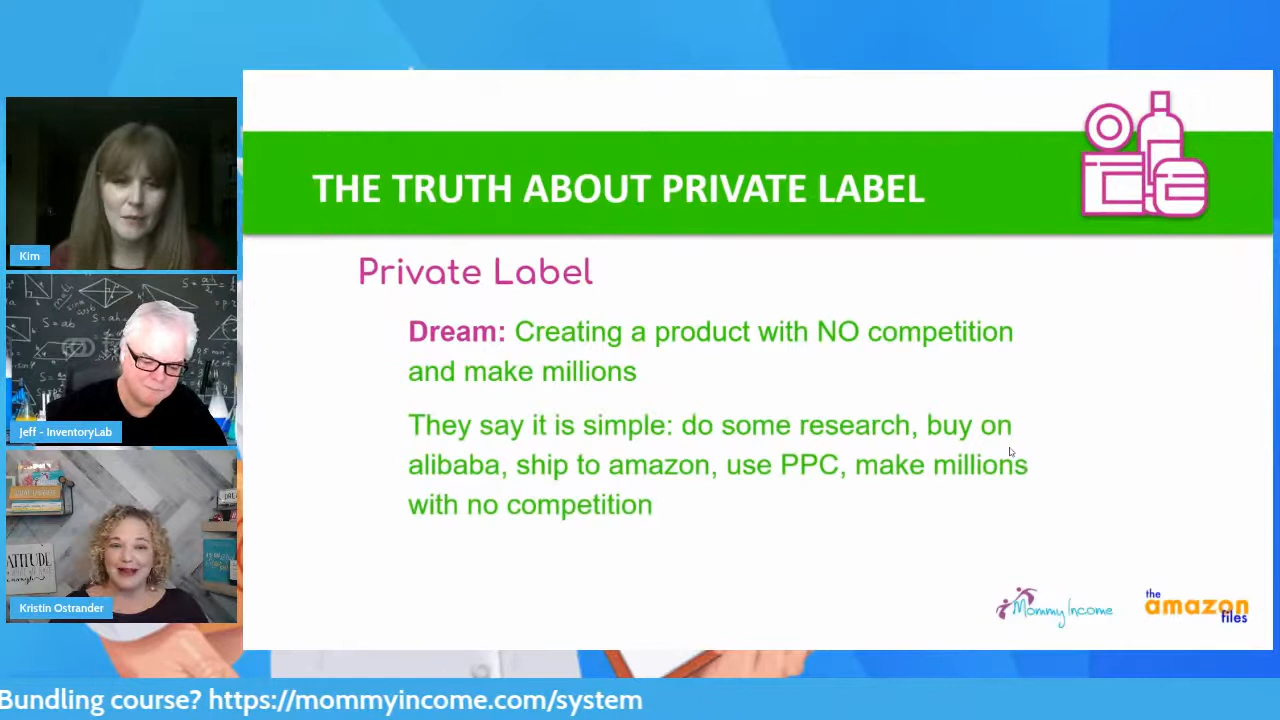 THE TRUTH ABOUT PRIVATE LABEL
Private Label
Dream: Creating a product with NO competition
and make millions
They say it is simple: do some research, buy on
alibaba, ship to amazon, use PPC, make millions
with no competition
Kim
Jeff - InventoryLab
Kristin Ostrander
MommyIncome
the
amazon
files
Bundling course? https://mommyincome.com/system